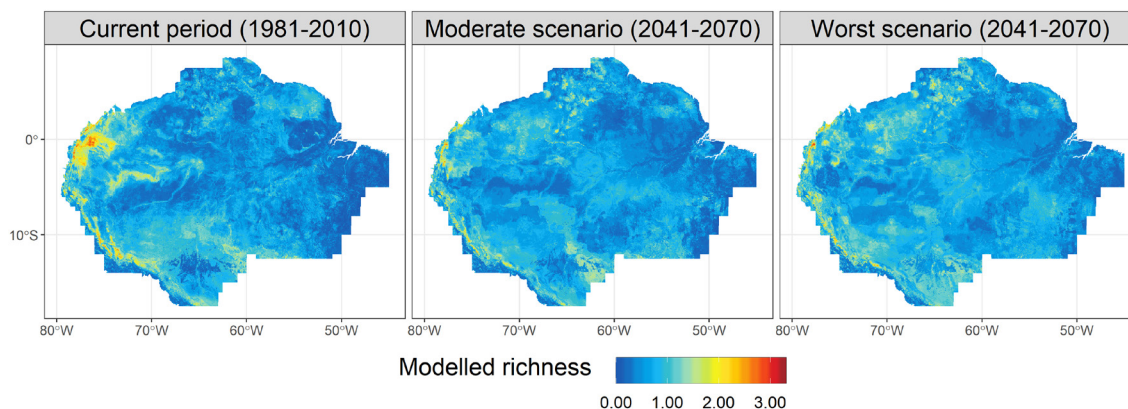 Current period (1981-2010) Moderate scenario (2041-2070) Worst scenario (2041-2070)
0°
10°S
80°W 70°W 60°W 50°W 80°W 70°W 60°W 50°W 80°W 70°W 60°W 50°W
Modelled richness
0.00 1.00 2.00 3.00